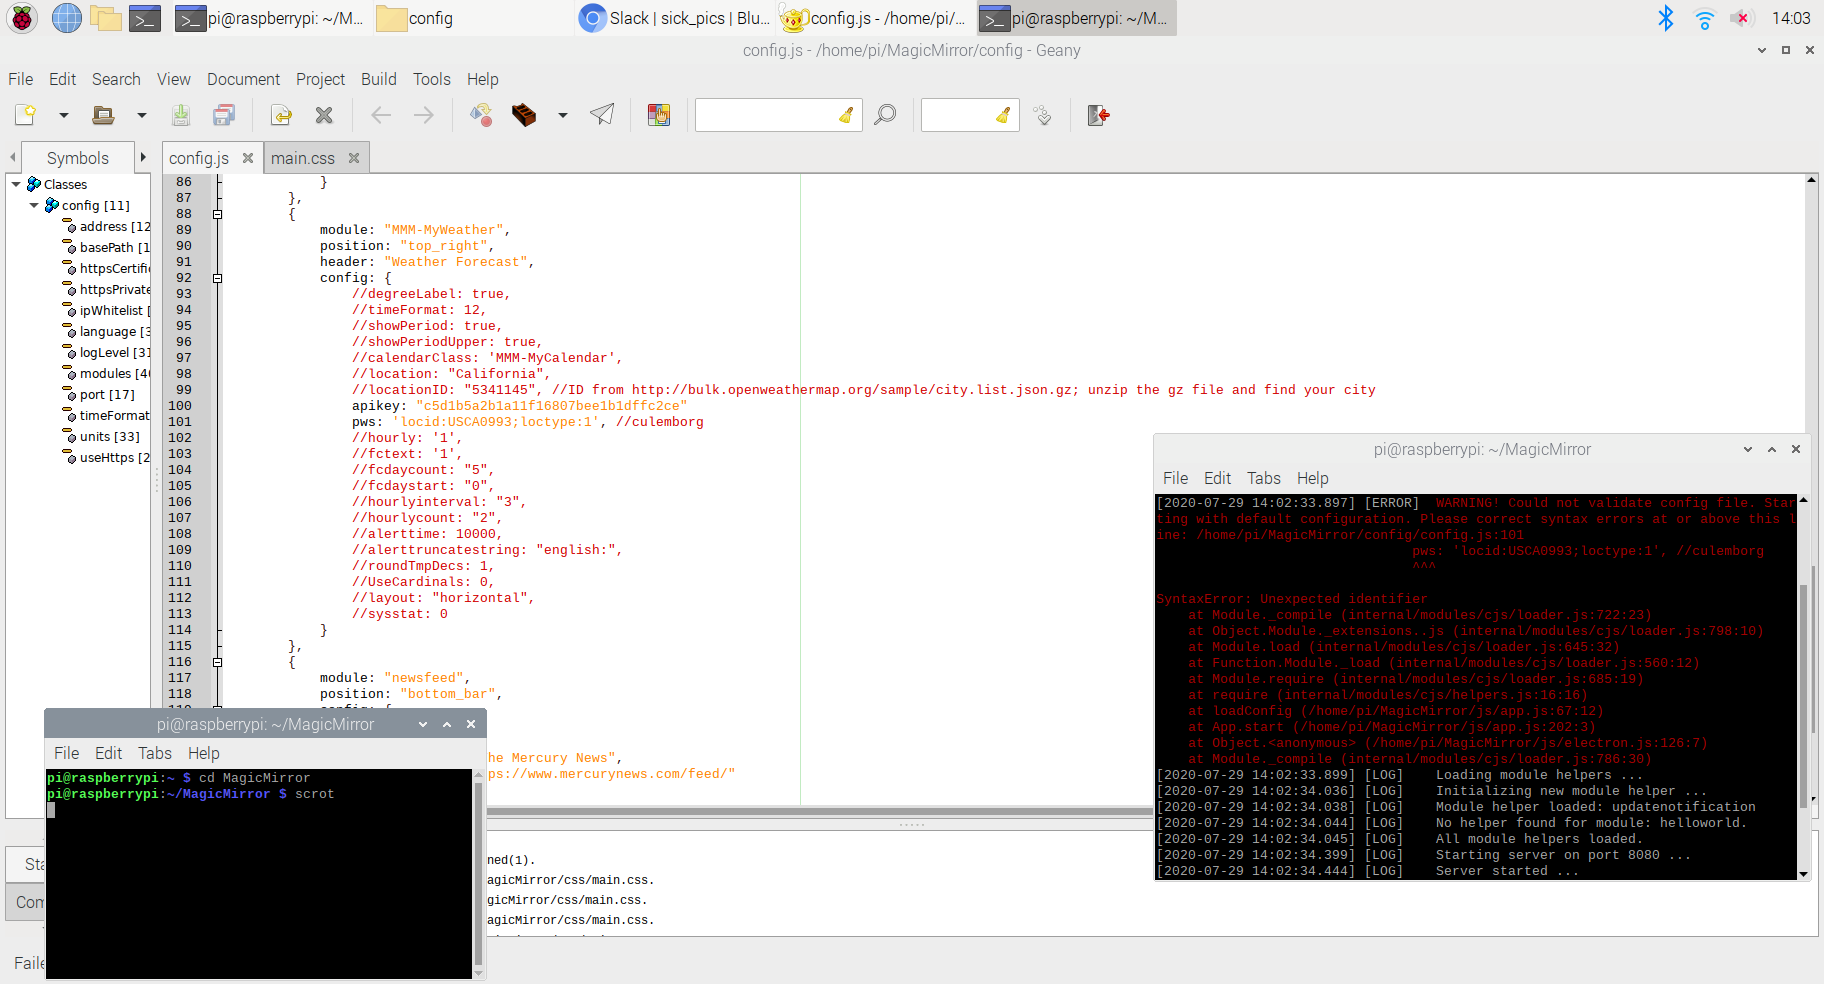 pi@raspberrypi: ~/M...
config
Slack | sick_pics | Blu...
config.js - /home/pi/...
pi@raspberrypi: ~/M...
14:03
config.js - /home/pi/MagicMirror/config - Geany
File Edit Search View Document Project Build Tools Help
Symbols
config.js
main.css
Classes
config [11]
address [12
basePath [1
httpsCertific
httpsPrivate
ipWhitelist [
language [3
logLevel [31
modules [40
port [17]
timeFormat
units [33]
useHttps [2
86 }
87 },
88 {
89 module: "MMM-MyWeather",
90 position: "top_right",
91 header: "Weather Forecast",
92 config: {
93 //degreeLabel: true,
94 //timeFormat: 12,
95 //showPeriod: true,
96 //showPeriodUpper: true,
97 //calendarClass: 'MMM-MyCalendar',
98 //location: "California",
99 //locationID: "5341145", //ID from http://bulk.openweathermap.org/sample/city.list.json.gz; unzip the gz file and find your city
100 apikey: "c5d1b5a2b1a11f16807bee1b1dffc2ce"
101 pws: 'locid:USCA0993;loctype:1', //culemborg
102 //hourly: '1',
103 //fctext: '1',
104 //fcdaycount: "5",
105 //fcdaystart: "0",
106 //hourlyinterval: "3",
107 //hourlycount: "2",
108 //alerttime: 10000,
109 //alerttruncatestring: "english:",
110 //roundTmpDecs: 1,
111 //UseCardinals: 0,
112 //layout: "horizontal",
113 //sysstat: 0
114 }
115 },
116 {
117 module: "newsfeed",
118 position: "bottom_bar",
he Mercury News",
ps://www.mercurynews.com/feed/"
ned(1).
agicMirror/css/main.css.
gicMirror/css/main.css.
agicMirror/css/main.css.
Sta
Com
Faile
pi@raspberrypi: ~/MagicMirror
File Edit Tabs Help
pi@raspberrypi:~ $ cd MagicMirror
pi@raspberrypi:~/MagicMirror $ scrot
pi@raspberrypi: ~/MagicMirror
File Edit Tabs Help
[2020-07-29 14:02:33.897] [ERROR] WARNING! Could not validate config file. Star
ting with default configuration. Please correct syntax errors at or above this l
ine: /home/pi/MagicMirror/config/config.js:101
pws: 'locid:USCA0993;loctype:1', //culemborg
^^^
SyntaxError: Unexpected identifier
at Module._compile (internal/modules/cjs/loader.js:722:23)
at Object.Module._extensions..js (internal/modules/cjs/loader.js:798:10)
at Module.load (internal/modules/cjs/loader.js:645:32)
at Function.Module._load (internal/modules/cjs/loader.js:560:12)
at Module.require (internal/modules/cjs/loader.js:685:19)
at require (internal/modules/cjs/helpers.js:16:16)
at loadConfig (/home/pi/MagicMirror/js/app.js:67:12)
at App.start (/home/pi/MagicMirror/js/app.js:202:3)
at Object.<anonymous> (/home/pi/MagicMirror/js/electron.js:126:7)
at Module._compile (internal/modules/cjs/loader.js:786:30)
[2020-07-29 14:02:33.899] [LOG] Loading module helpers ...
[2020-07-29 14:02:34.036] [LOG] Initializing new module helper ...
[2020-07-29 14:02:34.038] [LOG] Module helper loaded: updatenotification
[2020-07-29 14:02:34.044] [LOG] No helper found for module: helloworld.
[2020-07-29 14:02:34.045] [LOG] All module helpers loaded.
[2020-07-29 14:02:34.399] [LOG] Starting server on port 8080 ...
[2020-07-29 14:02:34.444] [LOG] Server started ...